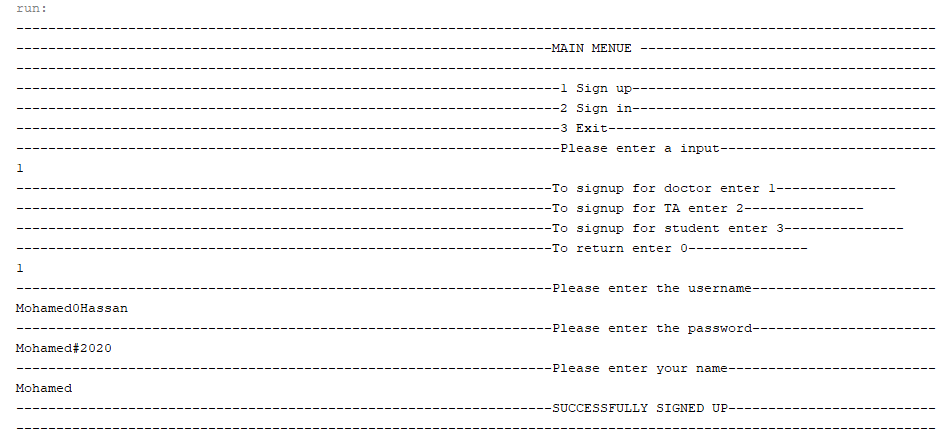 run:
MAIN MENUE
1 Sign up
2 Sign in
3 Exit
Please enter a input
1
To signup for doctor enter 1
To signup for TA enter 2
To signup for student enter 3
To return enter 0
1
Please enter the username
Mohamed0Hassan
Please enter the password
Mohamed#2020
Please enter your name
Mohamed
SUCCESSFULLY SIGNED UP